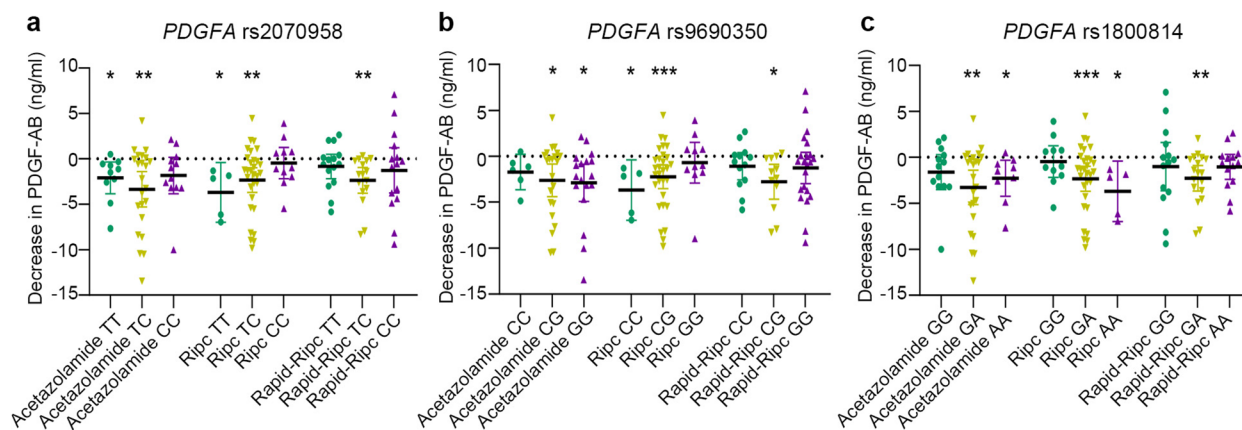 a
PDGFA rs2070958
Decrease in PDGF-AB (ng/ml)
10
5
0
-5
-10
-15
* ** * ** **
Acetazolamide TT
Acetazolamide TC
Acetazolamide CC
Ripc TT
Ripc TC
Ripc CC
Rapid-Ripc TT
Rapid-Ripc TC
Rapid-Ripc CC
b
PDGFA rs9690350
Decrease in PDGF-AB (ng/ml)
10
5
0
-5
-10
-15
* * * *** *
Acetazolamide CC
Acetazolamide CG
Acetazolamide GG
Ripc CC
Ripc CG
Ripc GG
Rapid-Ripc CC
Rapid-Ripc CG
Rapid-Ripc GG
c
PDGFA rs1800814
Decrease in PDGF-AB (ng/ml)
10
5
0
-5
-10
-15
** * *** * **
Acetazolamide GG
Acetazolamide GA
Acetazolamide AA
Ripc GG
Ripc GA
Ripc AA
Rapid-Ripc GG
Rapid-Ripc GA
Rapid-Ripc AA